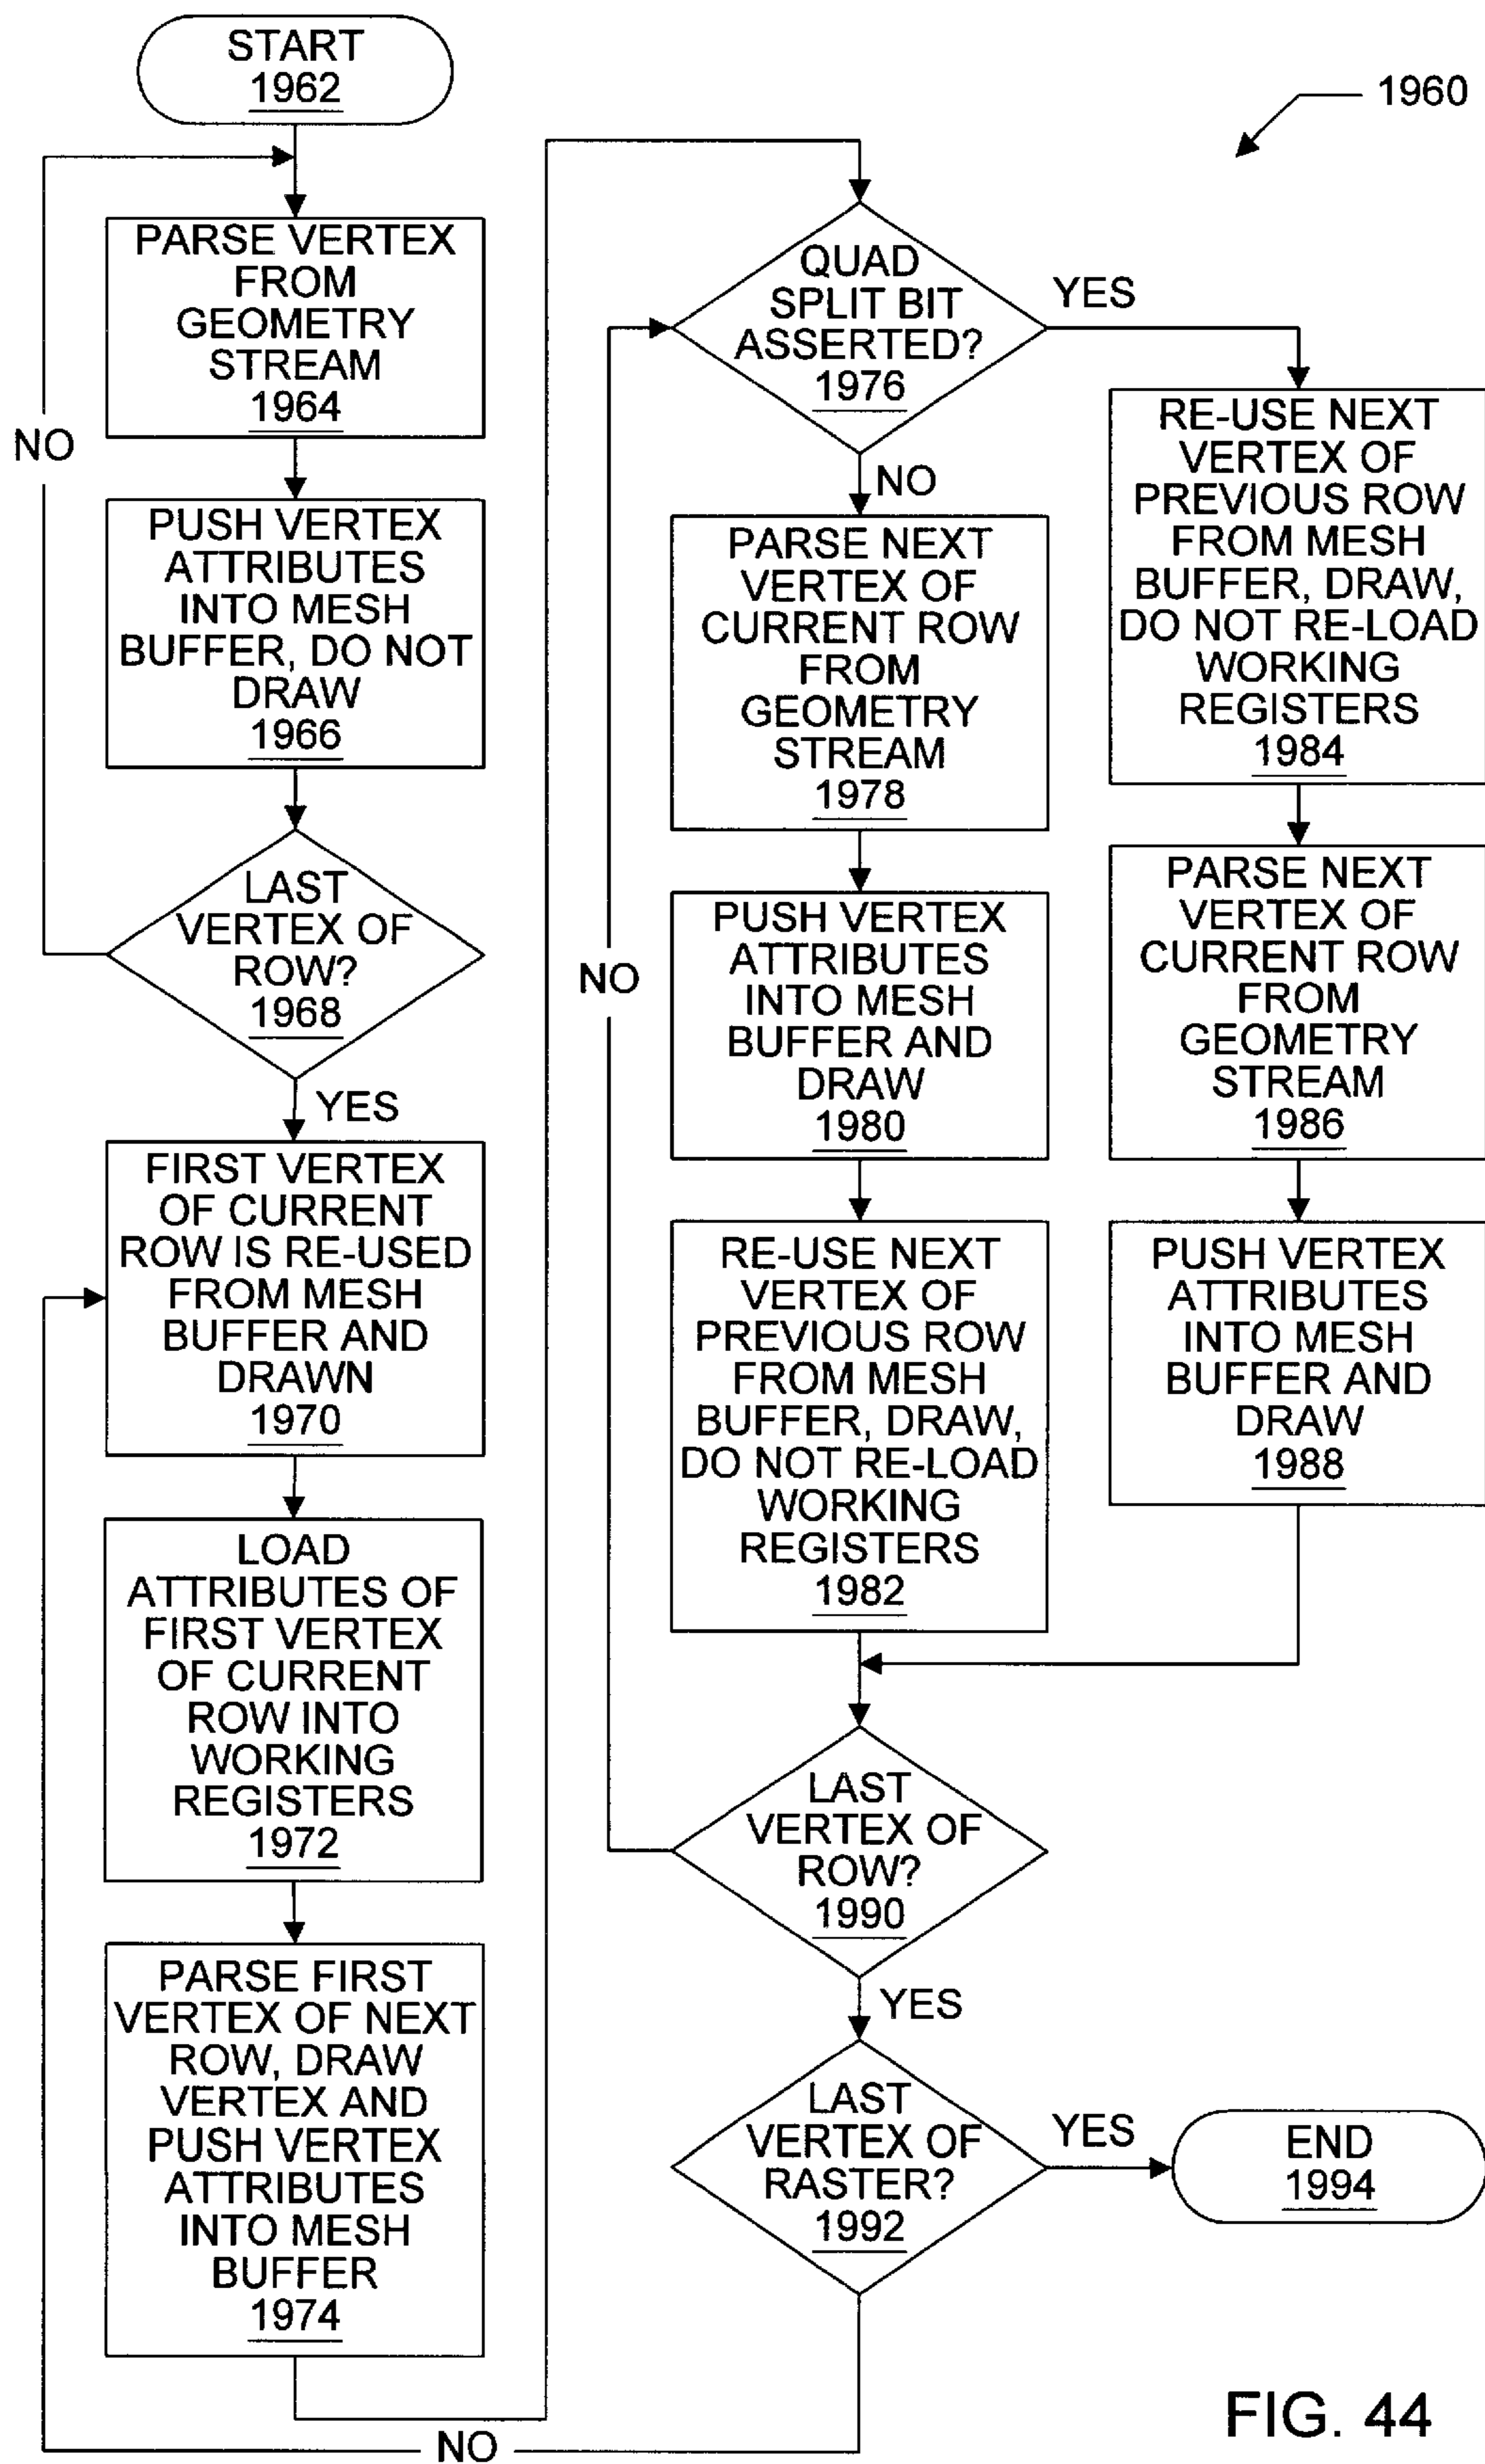 START
1962
1960
PARSE VERTEX
FROM
GEOMETRY
STREAM
1964
NO
PUSH VERTEX
ATTRIBUTES
INTO MESH
BUFFER, DO NOT
DRAW
1966
LAST
VERTEX OF
ROW?
1968
YES
FIRST VERTEX
OF CURRENT
ROW IS RE-USED
FROM MESH
BUFFER AND
DRAWN
1970
LOAD
ATTRIBUTES OF
FIRST VERTEX
OF CURRENT
ROW INTO
WORKING
REGISTERS
1972
PARSE FIRST
VERTEX OF NEXT
ROW, DRAW
VERTEX AND
PUSH VERTEX
ATTRIBUTES
INTO MESH
BUFFER
1974
QUAD
SPLIT BIT
ASSERTED?
1976
YES
NO
PARSE NEXT
VERTEX OF
CURRENT ROW
FROM
GEOMETRY
STREAM
1978
NO
PUSH VERTEX
ATTRIBUTES
INTO MESH
BUFFER AND
DRAW
1980
RE-USE NEXT
VERTEX OF
PREVIOUS ROW
FROM MESH
BUFFER, DRAW,
DO NOT RE-LOAD
WORKING
REGISTERS
1982
RE-USE NEXT
VERTEX OF
PREVIOUS ROW
FROM MESH
BUFFER, DRAW,
DO NOT RE-LOAD
WORKING
REGISTERS
1984
PARSE NEXT
VERTEX OF
CURRENT ROW
FROM
GEOMETRY
STREAM
1986
PUSH VERTEX
ATTRIBUTES
INTO MESH
BUFFER AND
DRAW
1988
LAST
VERTEX OF
ROW?
1990
YES
LAST
VERTEX OF
RASTER?
1992
YES
END
1994
NO
FIG. 44